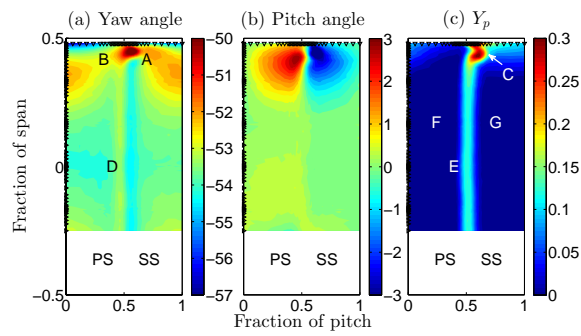 (a) Yaw angle
(b) Pitch angle
(c) Yp
0.5
0
-0.5
Fraction of span
B
A
D
PS
SS
0
0.5
1
-50
-51
-52
-53
-54
-55
-56
-57
PS
SS
0
0.5
1
3
2
1
0
-1
-2
-3
C
F
G
E
PS
SS
0
0.5
1
0.3
0.25
0.2
0.15
0.1
0.05
0
Fraction of pitch